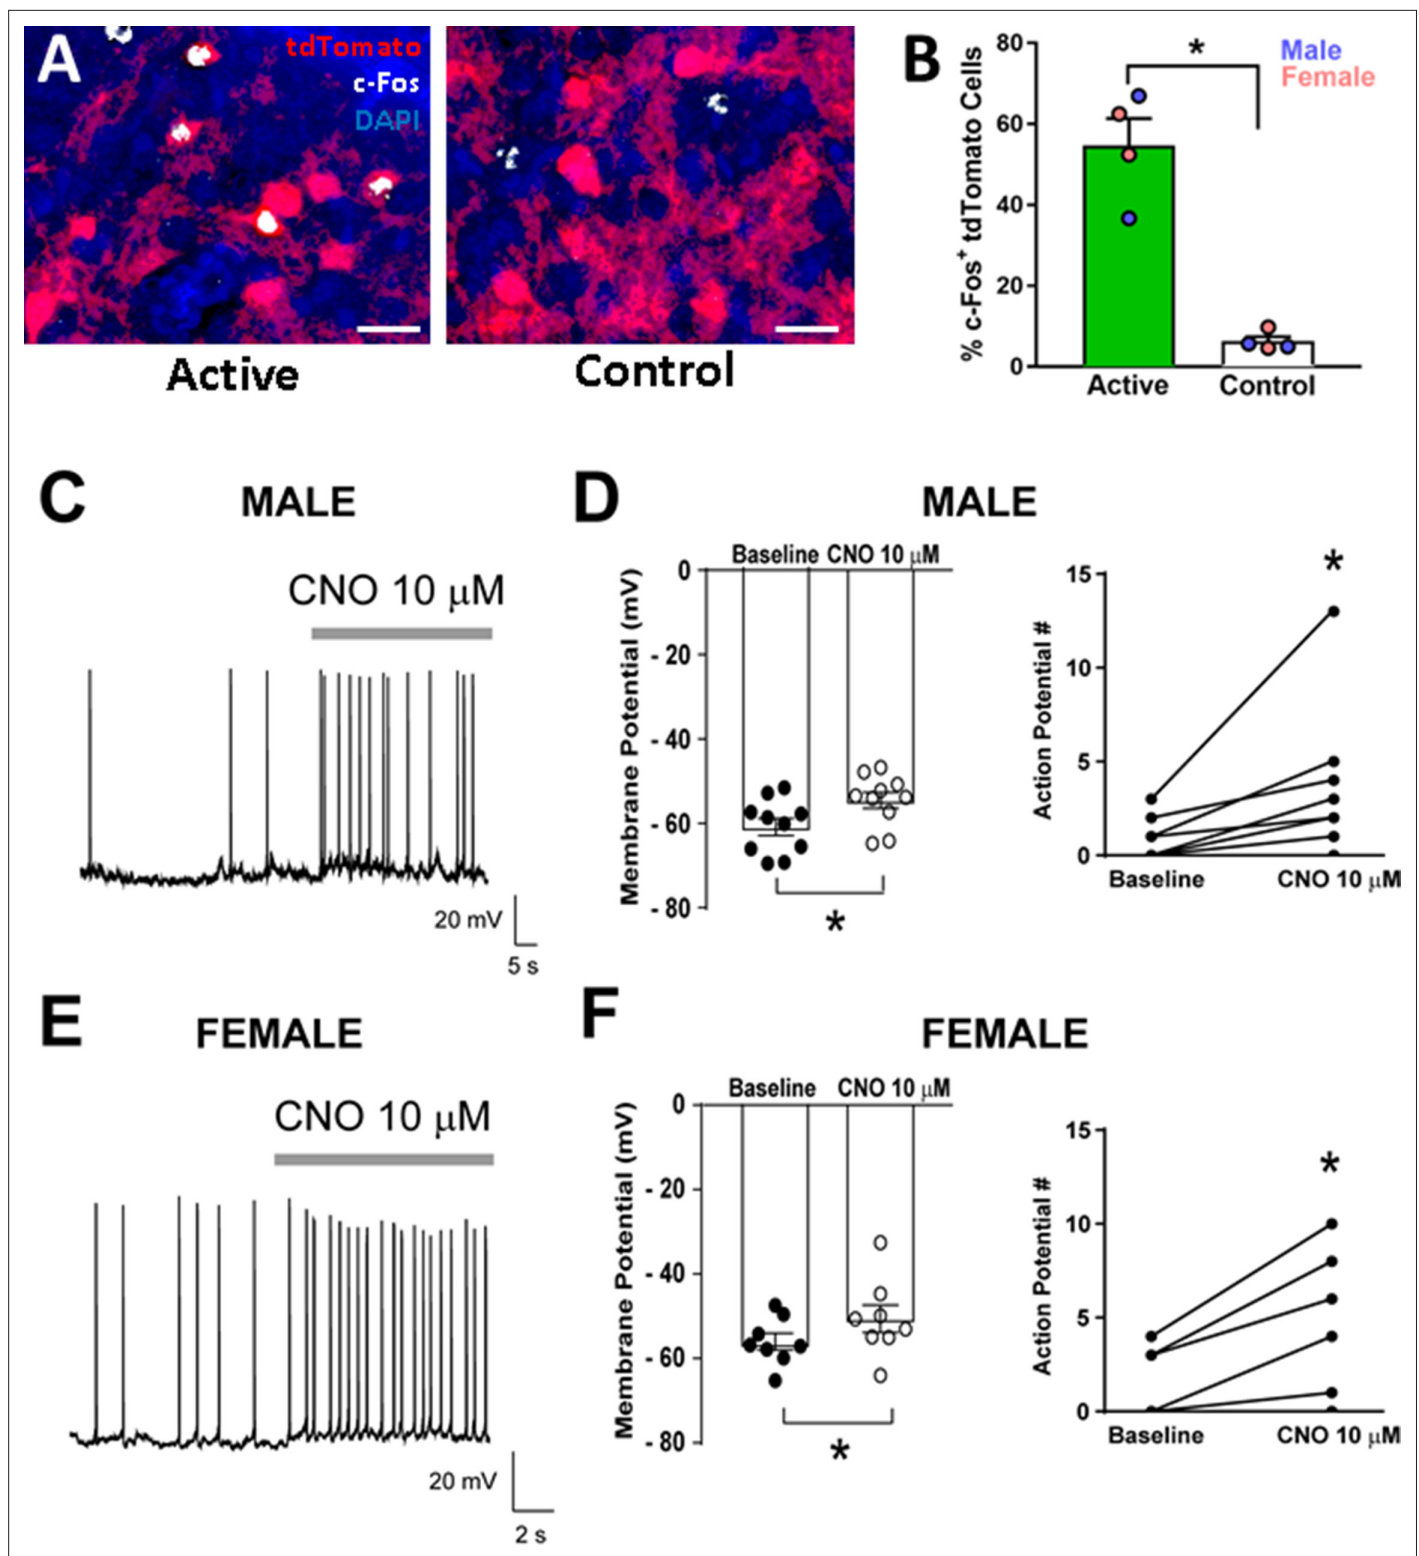 A
tdTomato
c-Fos
DAPI
Active
Control
B
% c-Fos+ tdTomato Cells
80
60
40
20
0
*
Male
Female
Active
Control
C
MALE
CNO 10 μM
20 mV
5 s
D
MALE
Baseline CNO 10 μM
Membrane Potential (mV)
0
- 20
- 40
- 60
- 80
*
Action Potential #
15
10
5
0
*
Baseline
CNO 10 μM
E
FEMALE
CNO 10 μM
20 mV
2 s
F
FEMALE
Baseline CNO 10 μM
Membrane Potential (mV)
0
- 20
- 40
- 60
- 80
*
Action Potential #
15
10
5
0
*
Baseline
CNO 10 μM